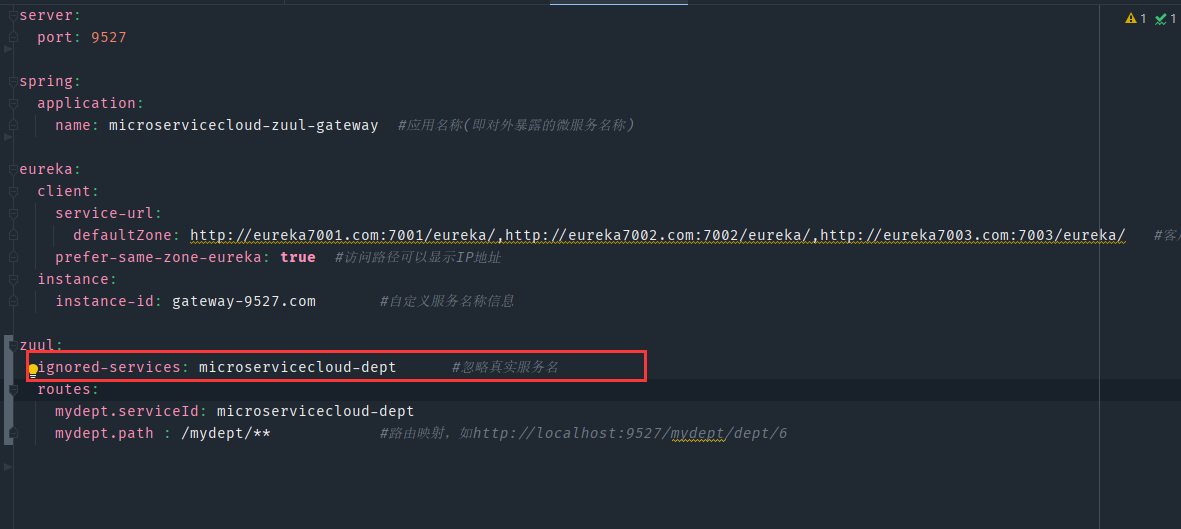 server:
  port: 9527
spring:
  application:
    name: microservicecloud-zuul-gateway  #应用名称(即对外暴露的微服务名称)
eureka:
  client:
    service-url:
      defaultZone: http://eureka7001.com:7001/eureka/,http://eureka7002.com:7002/eureka/,http://eureka7003.com:7003/eureka/   #客
    prefer-same-zone-eureka: true  #访问路径可以显示IP地址
  instance:
    instance-id: gateway-9527.com       #自定义服务名称信息
zuul:
  ignored-services: microservicecloud-dept      #忽略真实服务名
  routes:
    mydept.serviceId: microservicecloud-dept
    mydept.path : /mydept/**            #路由映射，如http://localhost:9527/mydept/dept/6
1 1